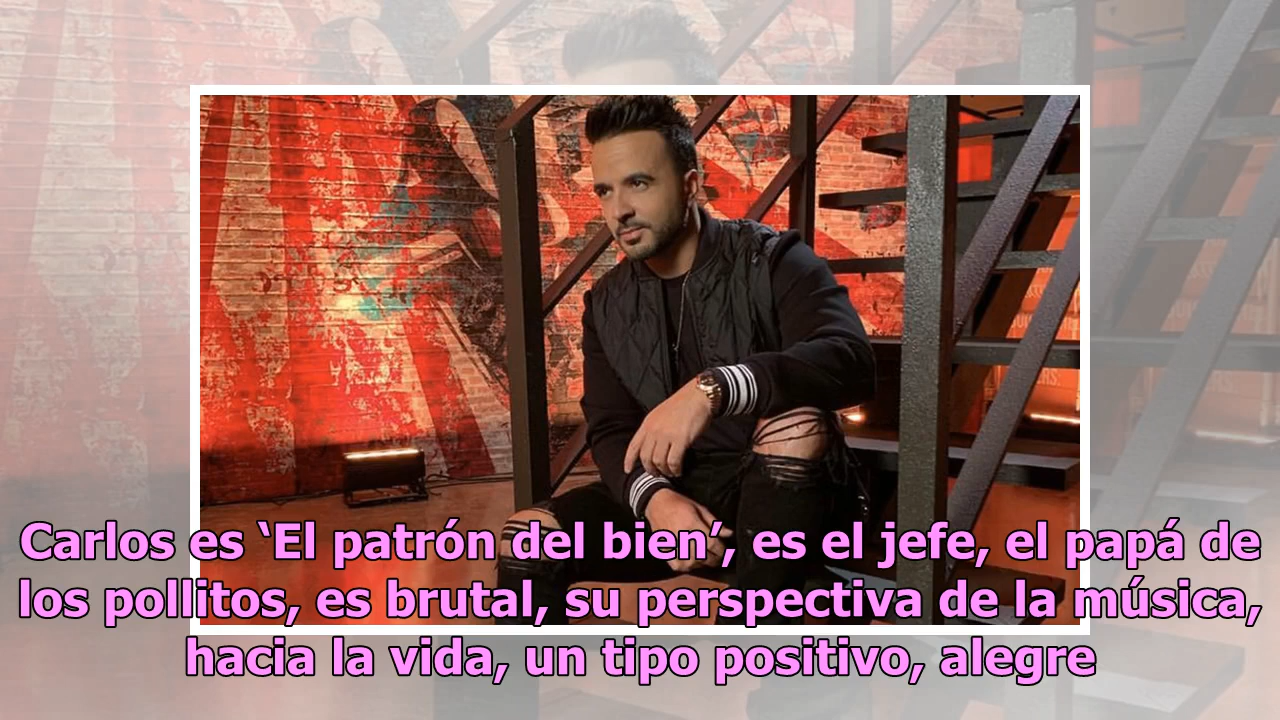 Carlos es ‘El patrón del bien’, es el jefe, el papá de
los pollitos, es brutal, su perspectiva de la música,
hacia la vida, un tipo positivo, alegre